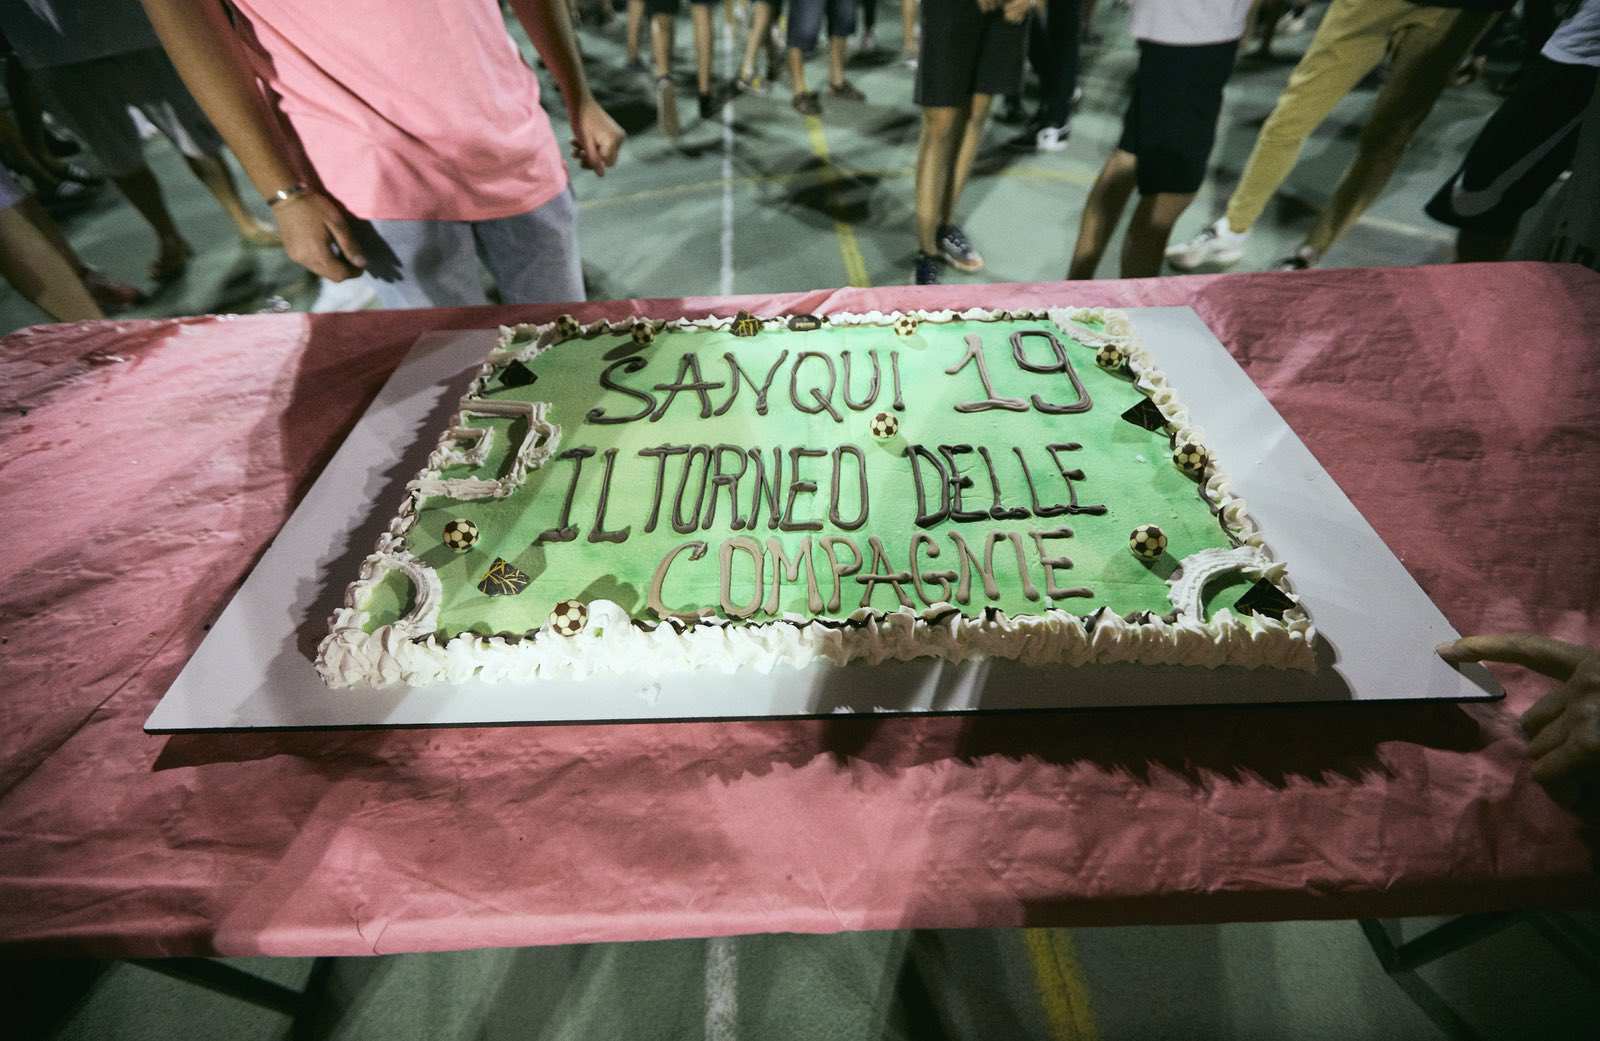 SANQUI 19
IL TORNEO DELLE
COMPAGNIE